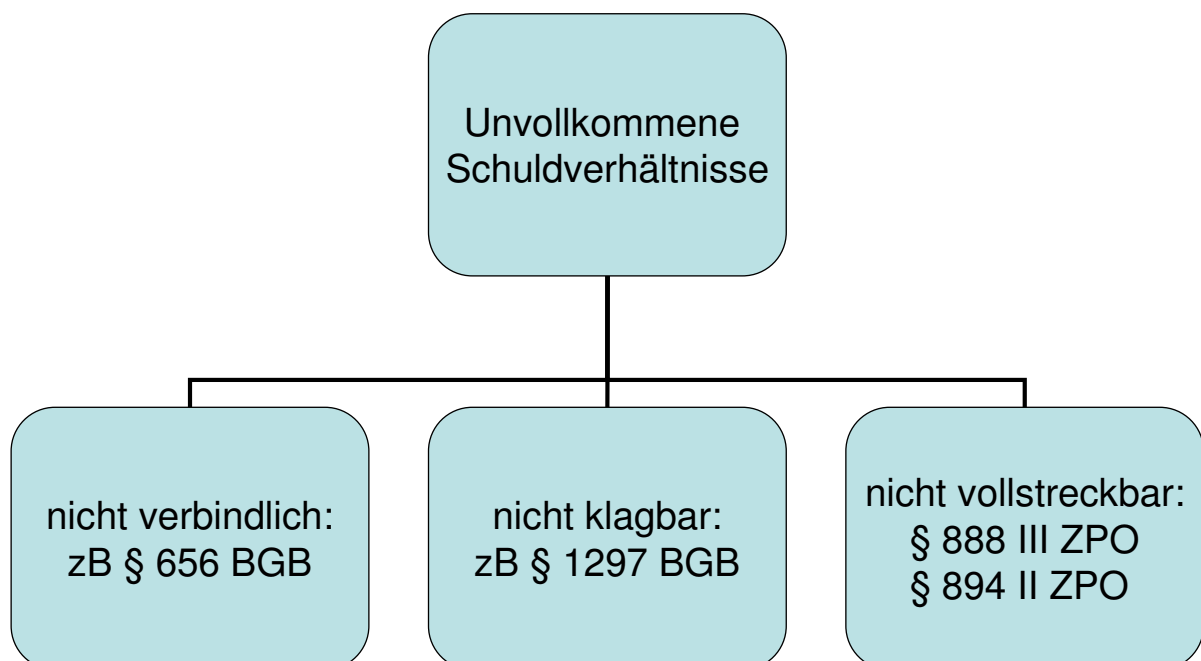 Unvollkommene
Schuldverhältnisse
nicht verbindlich:
zB § 656 BGB
nicht klagbar:
zB § 1297 BGB
nicht vollstreckbar:
§ 888 III ZPO
§ 894 II ZPO